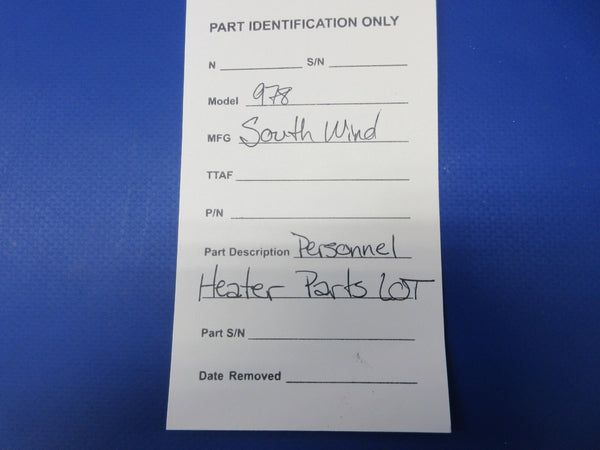 PART IDENTIFICATION ONLY
N S/N
Model 978
MFG South Wind
TTAF
P/N
Part Description Personnel
Heater Parts LOT
Part S/N
Date Removed